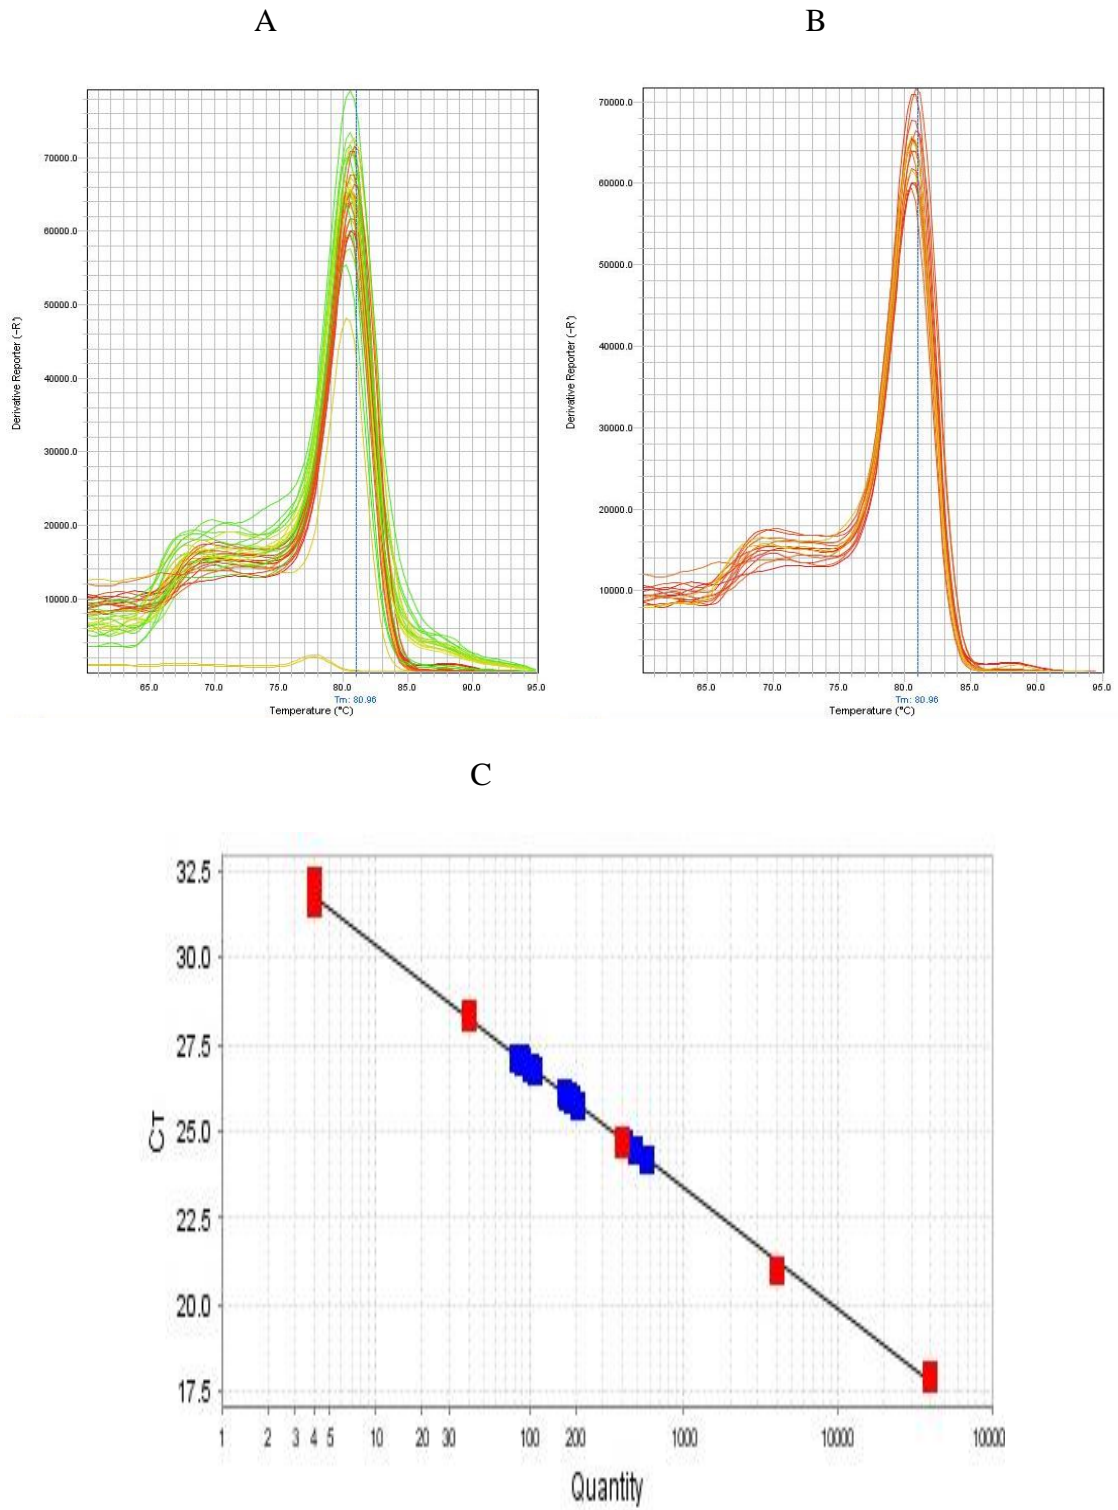 A
B
70000.0
60000.0
50000.0
40000.0
30000.0
20000.0
10000.0
Derivative Reporter (-R')
65.0 70.0 75.0 80.0 85.0 90.0 95.0
Tm: 80.96
Temperature (°C)
70000.0
60000.0
50000.0
40000.0
30000.0
20000.0
10000.0
Derivative Reporter (-R')
65.0 70.0 75.0 80.0 85.0 90.0 95.0
Tm: 80.96
Temperature (°C)
C
32.5
30.0
27.5
25.0
22.5
20.0
17.5
CT
1 2 3 4 5 10 20 30 100 200 1000 10000 10000
Quantity